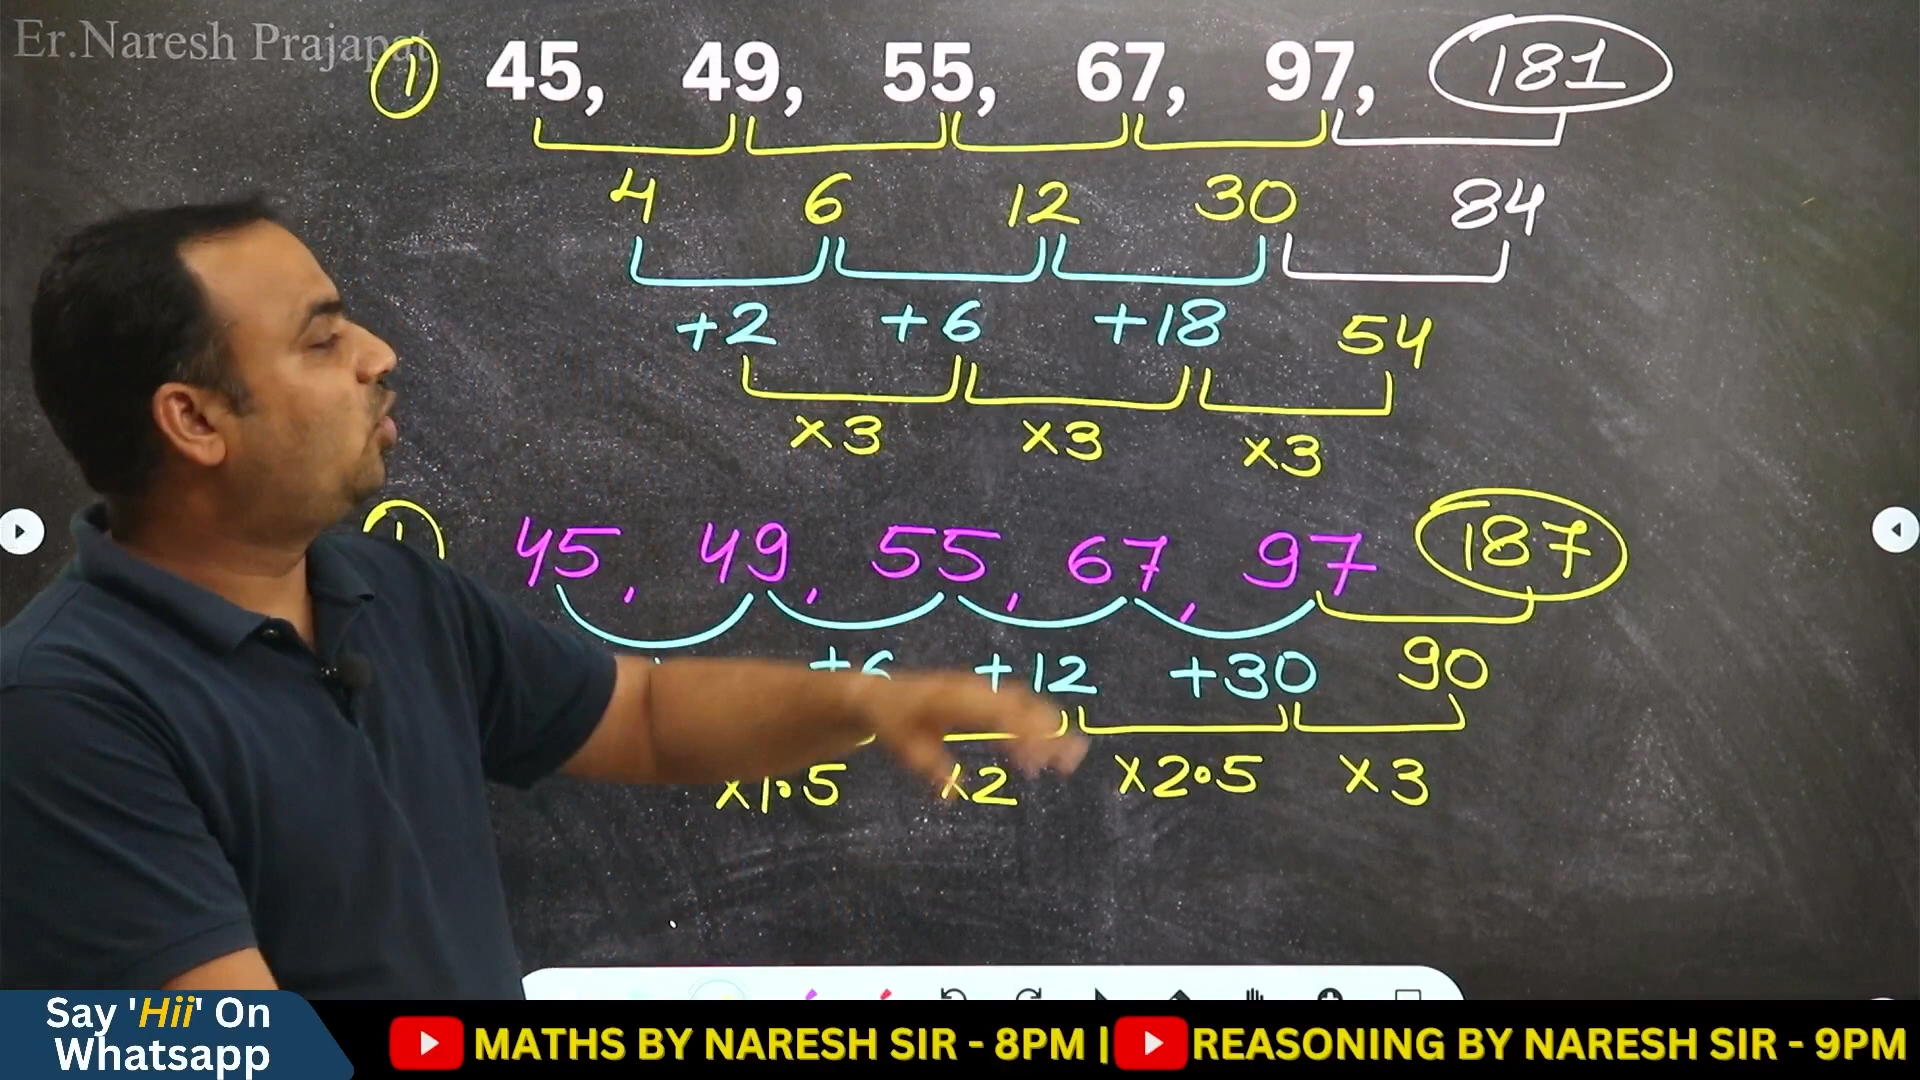 Er.Naresh Prajapat
1 45, 49, 55, 67, 97, 181
4 6 12 30 84
+2 +6 +18 54
×3 ×3 ×3
45, 49, 55, 67, 97 187
+6 +12 +30 90
×1.5 ×2 ×2.5 ×3
Say 'Hii' On
Whatsapp
MATHS BY NARESH SIR - 8PM | REASONING BY NARESH SIR - 9PM